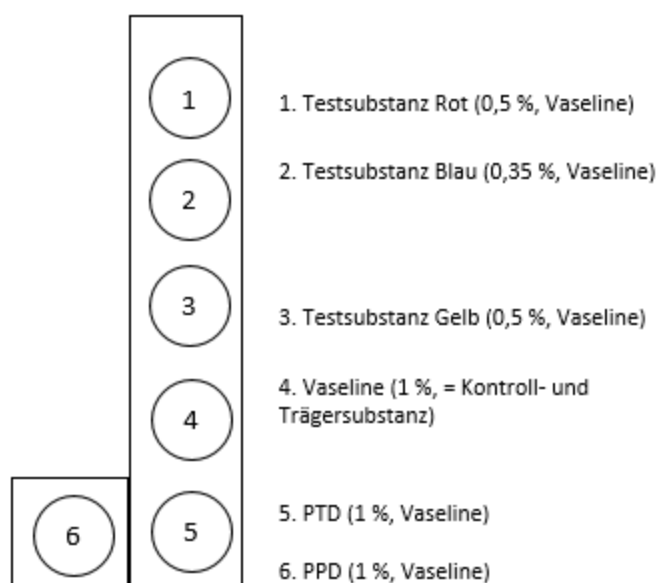 1
1. Testsubstanz Rot (0,5 %, Vaseline)
2. Testsubstanz Blau (0,35 %, Vaseline)
2
3
3. Testsubstanz Gelb (0,5 %, Vaseline)
4. Vaseline (1 %, = Kontroll- und
Trägersubstanz)
4
5. PTD (1 %, Vaseline)
6
5
6. PPD (1 %, Vaseline)